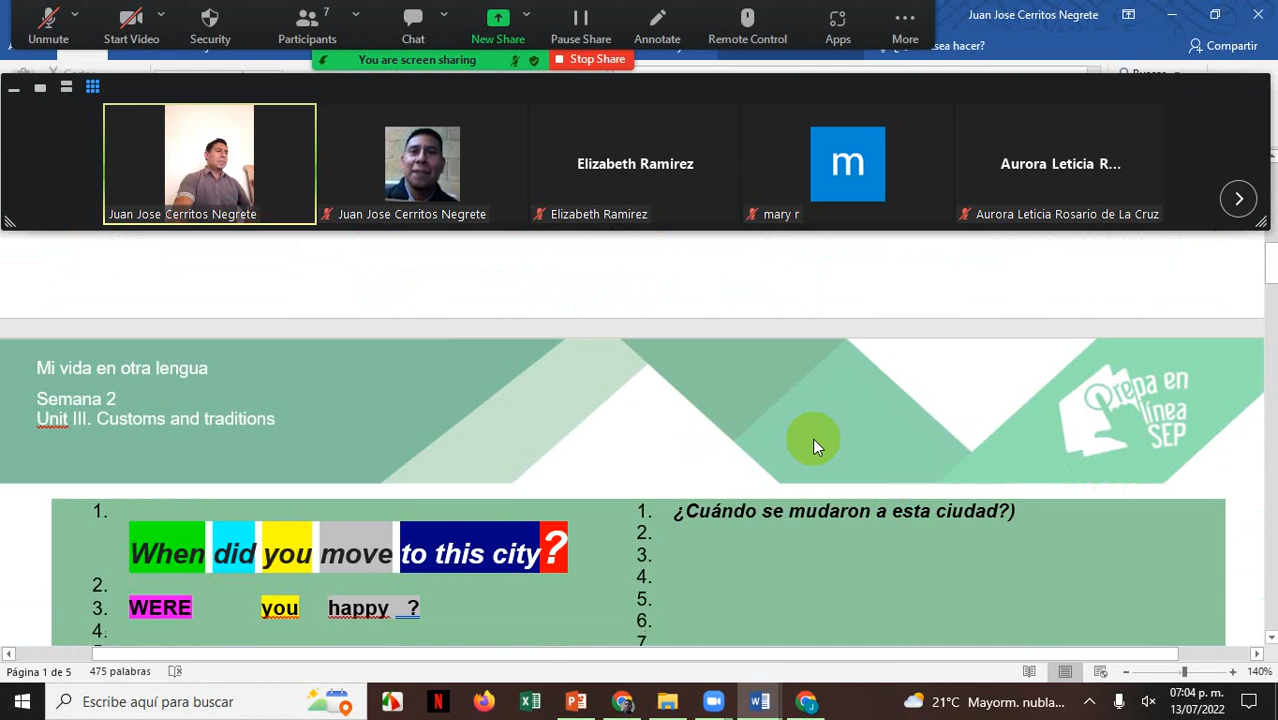 Unmute
Start Video
Security
7
Participants
Chat
New Share
Pause Share
Annotate
Remote Control
Apps
More
Juan Jose Cerritos Negrete
Compartir
You are screen sharing
Stop Share
Juan Jose Cerritos Negrete
Juan Jose Cerritos Negrete
Elizabeth Ramirez
Elizabeth Ramirez
m
mary r
Aurora Leticia R...
Aurora Leticia Rosario de La Cruz
Mi vida en otra lengua
Semana 2
Unit III. Customs and traditions
Prepa en
línea
SEP
1.
When did you move to this city?
2.
3. WERE you happy ?
4.
1. ¿Cuándo se mudaron a esta ciudad?)
2.
3.
4.
5.
6.
7
Página 1 de 5
475 palabras
140%
Escribe aquí para buscar
21°C Mayorm. nubla...
07:04 p. m.
13/07/2022